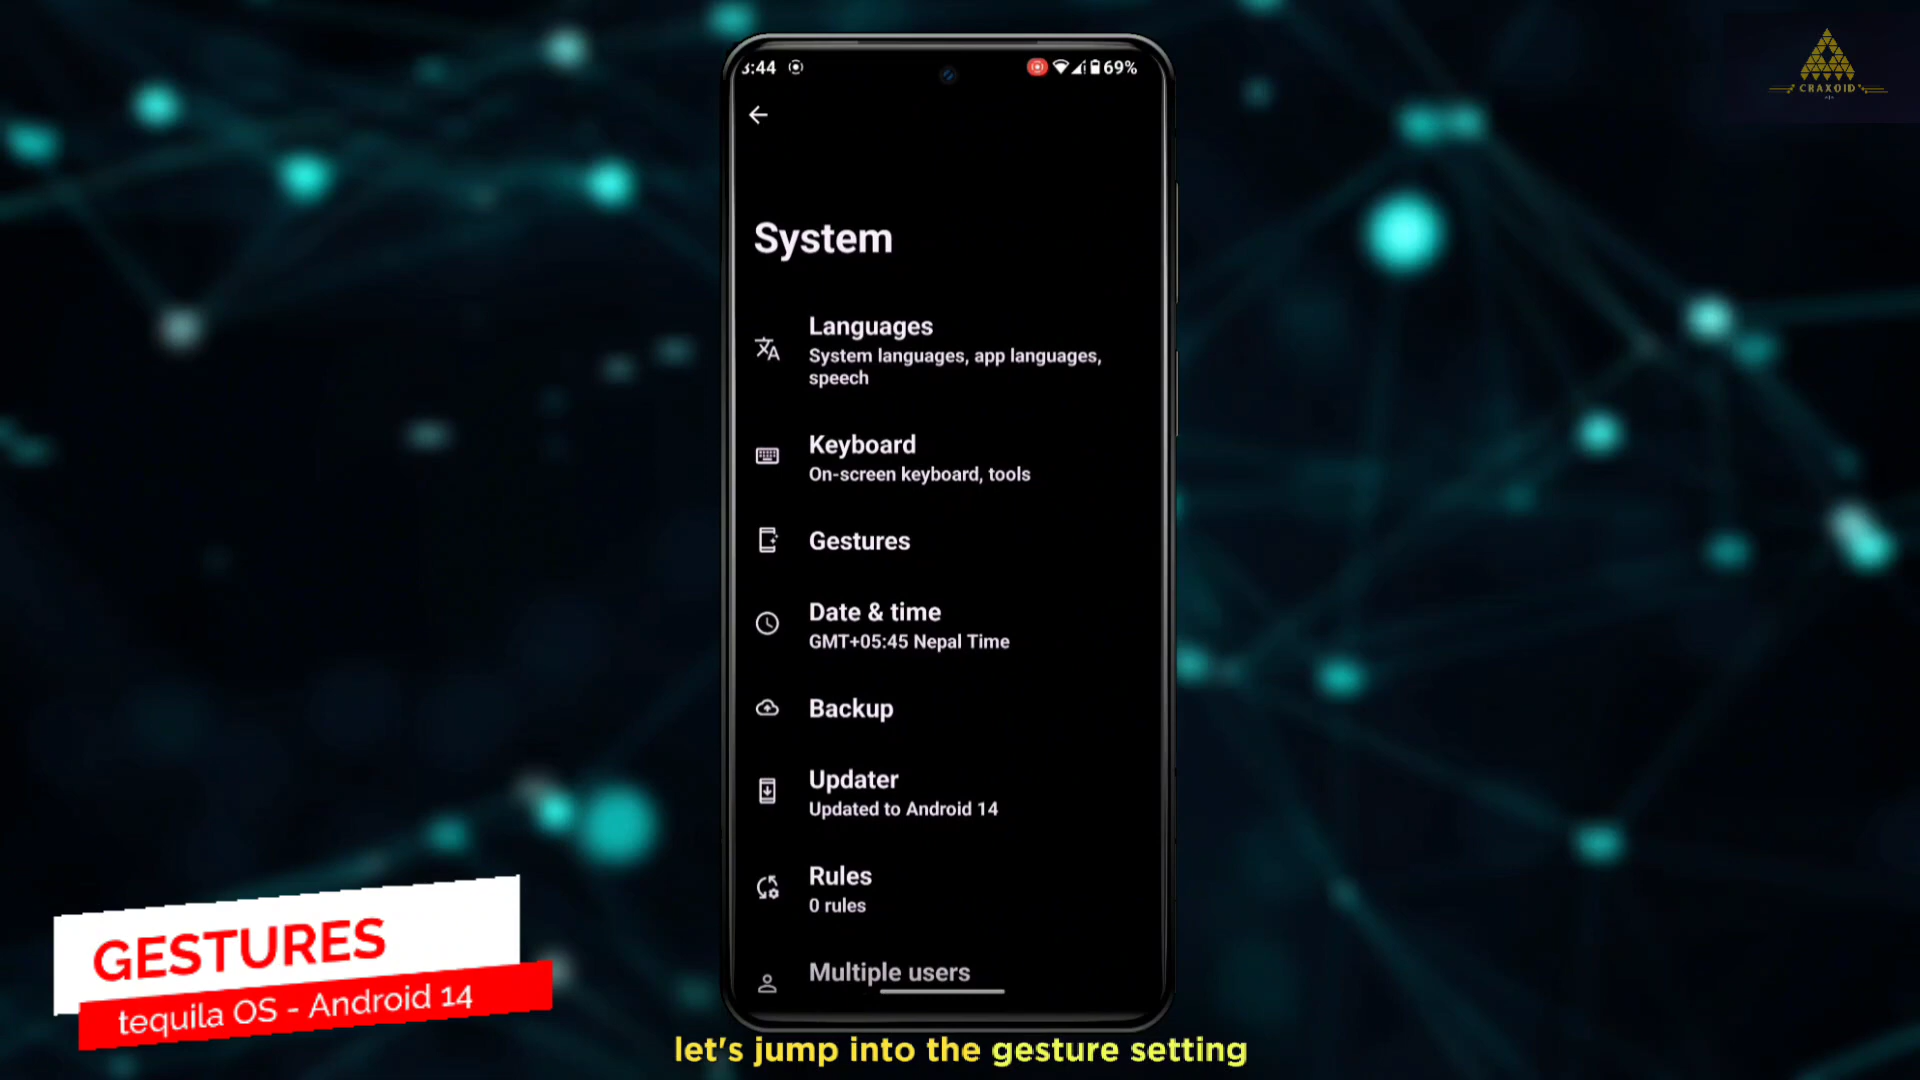 3:44
69%
CRAXOID
System
Languages
System languages, app languages,
speech
Keyboard
On-screen keyboard, tools
Gestures
Date & time
GMT+05:45 Nepal Time
Backup
Updater
Updated to Android 14
Rules
0 rules
Multiple users
GESTURES
tequila OS - Android 14
let's jump into the gesture setting